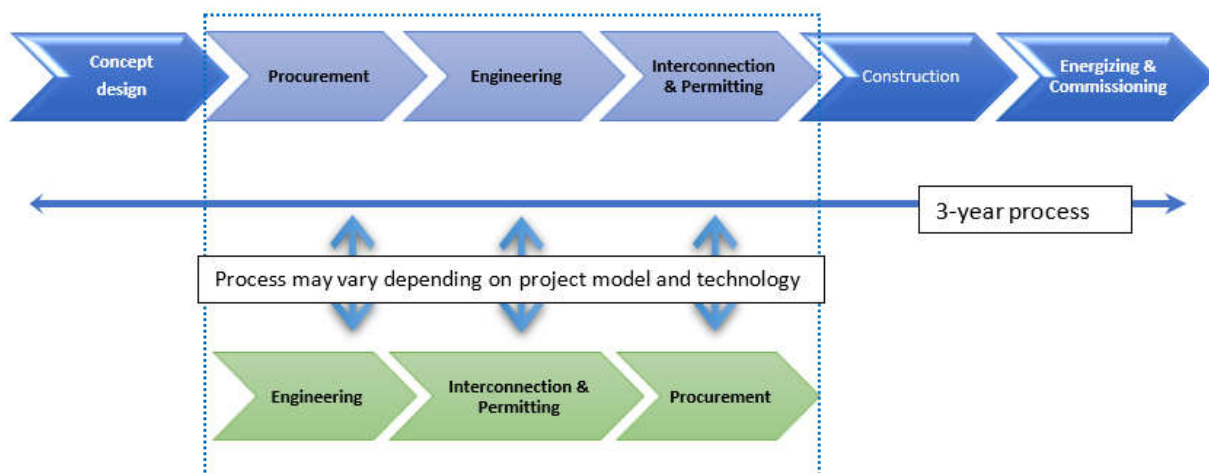 Concept
design
Procurement
Engineering
Interconnection
& Permitting
Construction
Energizing &
Commissioning
3-year process
Process may vary depending on project model and technology
Engineering
Interconnection &
Permitting
Procurement